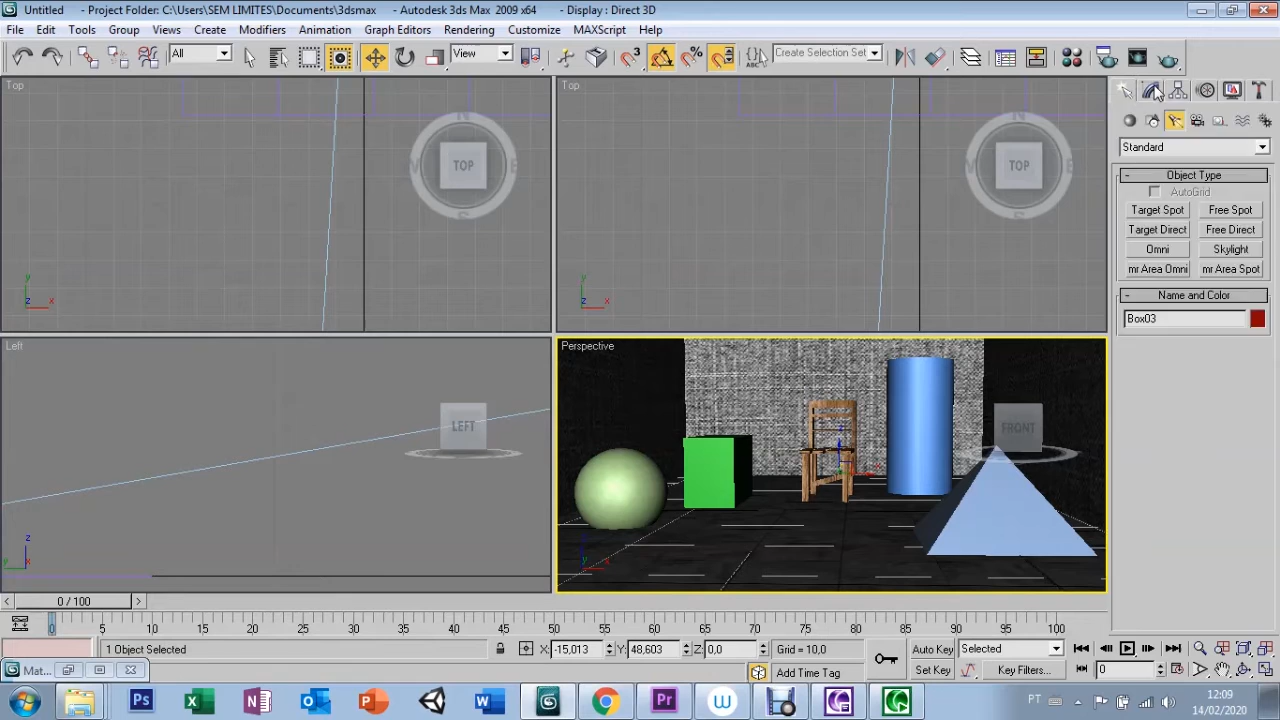 Untitled - Project Folder: C:\Users\SEM LIMITES\Documents\3dsmax - Autodesk 3ds Max 2009 x64 - Display : Direct 3D
File Edit Tools Group Views Create Modifiers Animation Graph Editors Rendering Customize MAXScript Help
All View Create Selection Set
Top Top
N N
TOP TOP
S S
y x z y x z
Left Perspective
LEFT FRONT
z y x
Standard
- Object Type
AutoGrid
Target Spot Free Spot
Target Direct Free Direct
Omni Skylight
mr Area Omni mr Area Spot
- Name and Color
Box03
< 0 / 100 >
0 5 10 15 20 25 30 35 40 45 50 55 60 65 70 75 80 85 90 95 100
1 Object Selected X: -15,013 Y: 48,603 Z: 0,0 Grid = 10,0 Auto Key Selected
Mat... Add Time Tag Set Key Key Filters... 0
Ps X N O P W Pr W
PT 12:09
14/02/2020